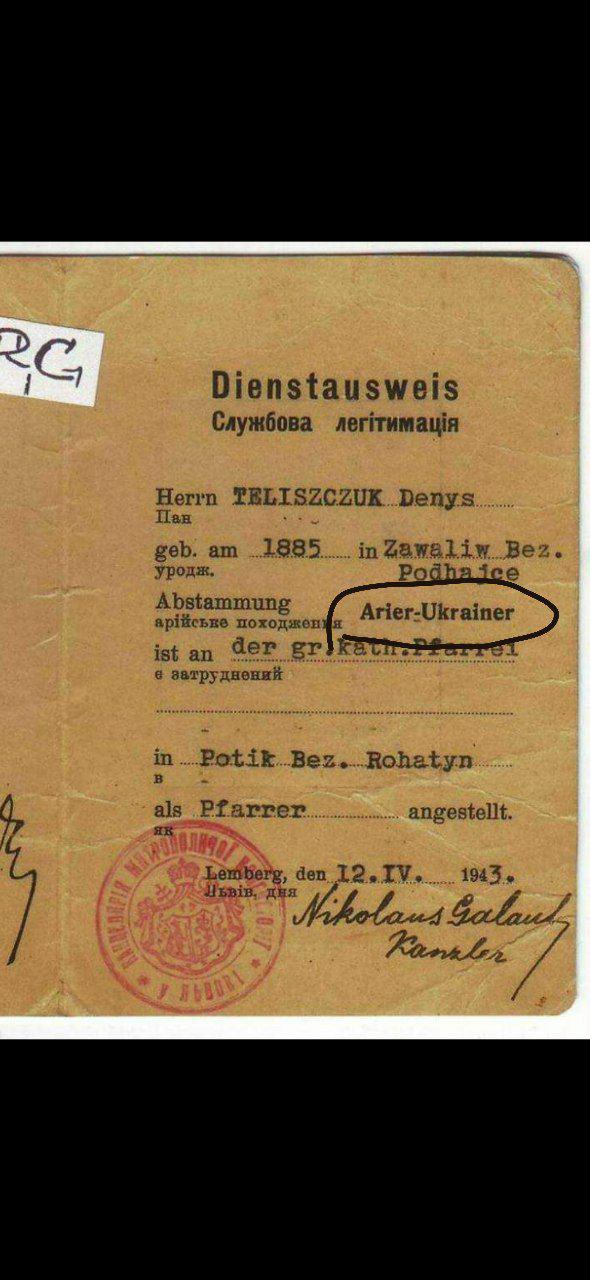 RG
Dienstausweis
Службова легітимація
Herrn TELISZCZUK Denys
Пан
geb. am 1885 in Zawaliw Bez.
уродж. Podhajce
Abstammung Arier-Ukrainer
арійське походження
ist an der gr.kath.Pfarrei
є затруднений
in Potik Bez. Rohatyn
в
als Pfarrer angestellt.
як
Lemberg, den 12.IV. 1943.
Львів, дня
Nikolaus Galant
Kanzler